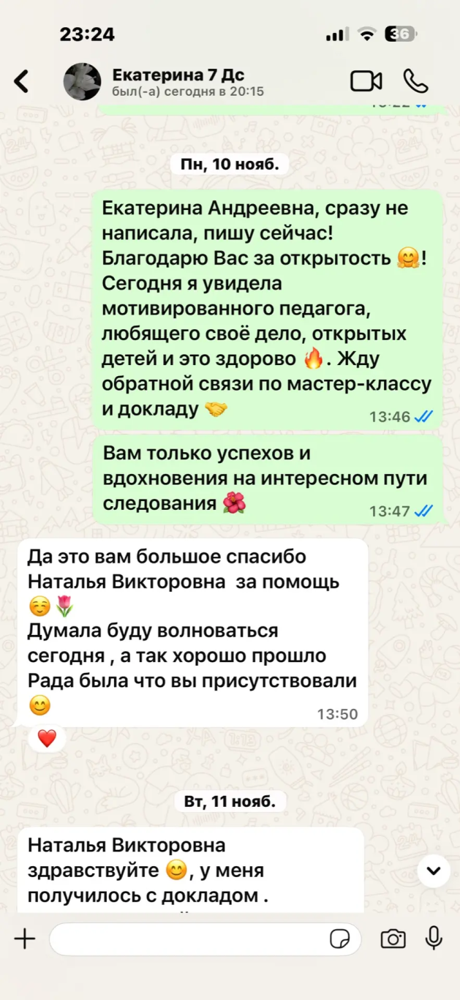 23:24
36
Екатерина 7 Дс
был(-а) сегодня в 20:15
Пн, 10 нояб.
Екатерина Андреевна, сразу не
написала, пишу сейчас!
Благодарю Вас за открытость 🤗!
Сегодня я увидела
мотивированного педагога,
любящего своё дело, открытых
детей и это здорово 🔥. Жду
обратной связи по мастер-классу
и докладу 🤝
13:46
Вам только успехов и
вдохновения на интересном пути
следования 🌺
13:47
Да это вам большое спасибо
Наталья Викторовна за помощь
☺️🌷
Думала буду волноваться
сегодня , а так хорошо прошло
Рада была что вы присутствовали
😊
13:50
❤️
Вт, 11 нояб.
Наталья Викторовна
здравствуйте 😊, у меня
получилось с докладом .